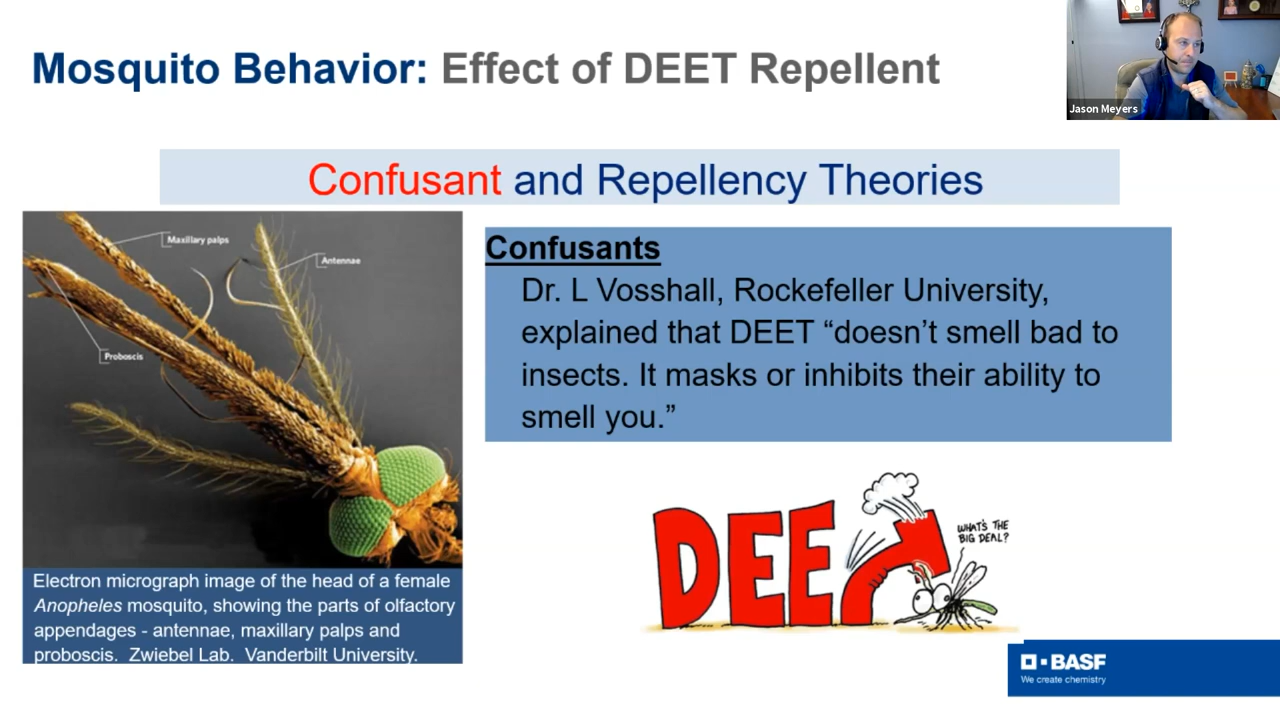 Mosquito Behavior: Effect of DEET Repellent
Jason Meyers
Confusant and Repellency Theories
Maxillary palps
Antennae
Proboscis
Confusants
Dr. L Vosshall, Rockefeller University,
explained that DEET “doesn’t smell bad to
insects. It masks or inhibits their ability to
smell you.”
DEET
WHAT'S THE
BIG DEAL?
Electron micrograph image of the head of a female
Anopheles mosquito, showing the parts of olfactory
appendages - antennae, maxillary palps and
proboscis. Zwiebel Lab. Vanderbilt University.
BASF
We create chemistry